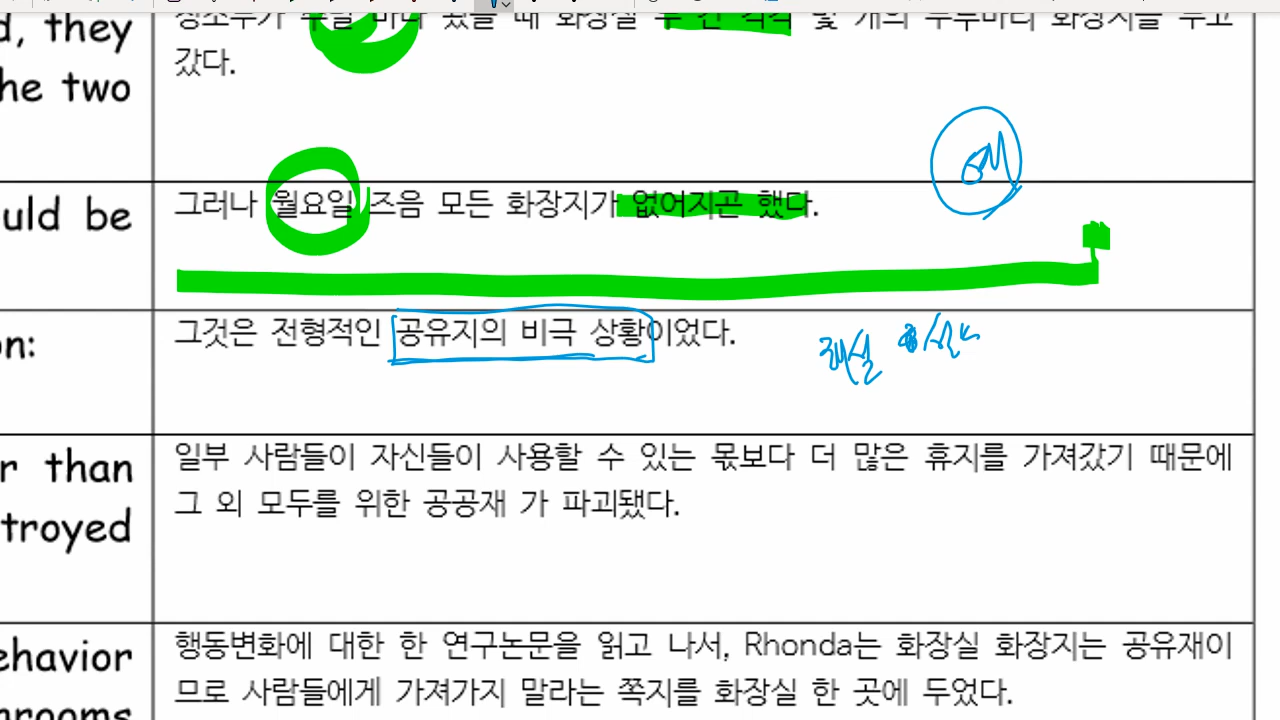 d, they
he two
갔다.
uld be
그러나 월요일 즈음 모든 화장지가 없어지곤 했다.
on:
그것은 전형적인 공유지의 비극 상황이었다.
r than
troyed
일부 사람들이 자신들이 사용할 수 있는 몫보다 더 많은 휴지를 가져갔기 때문에
그 외 모두를 위한 공공재 가 파괴됐다.
ehavior
hrooms
행동변화에 대한 한 연구논문을 읽고 나서, Rhonda는 화장실 화장지는 공유재이
므로 사람들에게 가져가지 말라는 쪽지를 화장실 한 곳에 두었다.